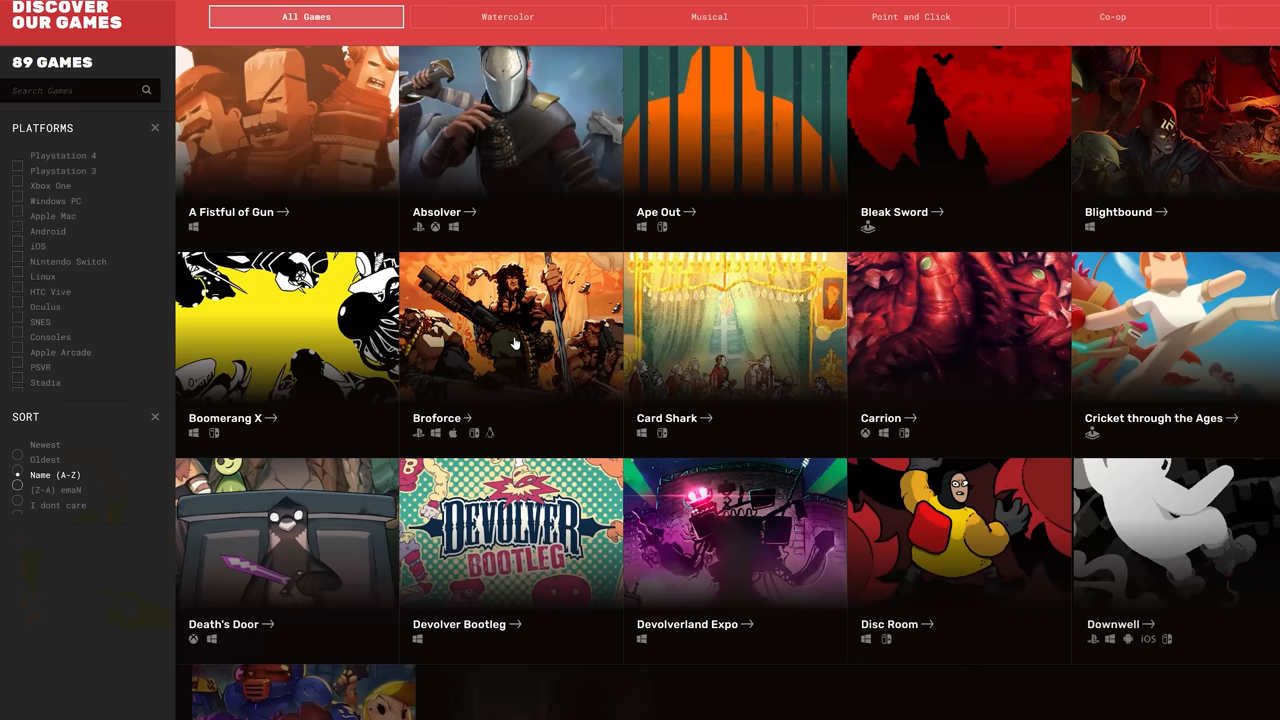 DISCOVER
OUR GAMES
All Games
Watercolor
Musical
Point and Click
Co-op
89 GAMES
Search Games
PLATFORMS
Playstation 4
Playstation 3
Xbox One
Windows PC
Apple Mac
Android
iOS
Nintendo Switch
Linux
HTC Vive
Oculus
SNES
Consoles
Apple Arcade
PSVR
Stadia
SORT
Newest
Oldest
Name (A-Z)
(Z-A) emaN
I dont care
A Fistful of Gun
Absolver
Ape Out
Bleak Sword
Blightbound
Boomerang X
Broforce
Card Shark
Carrion
Cricket through the Ages
DEVOLVER
BOOTLEG
Death's Door
Devolver Bootleg
Devolverland Expo
Disc Room
Downwell
iOS